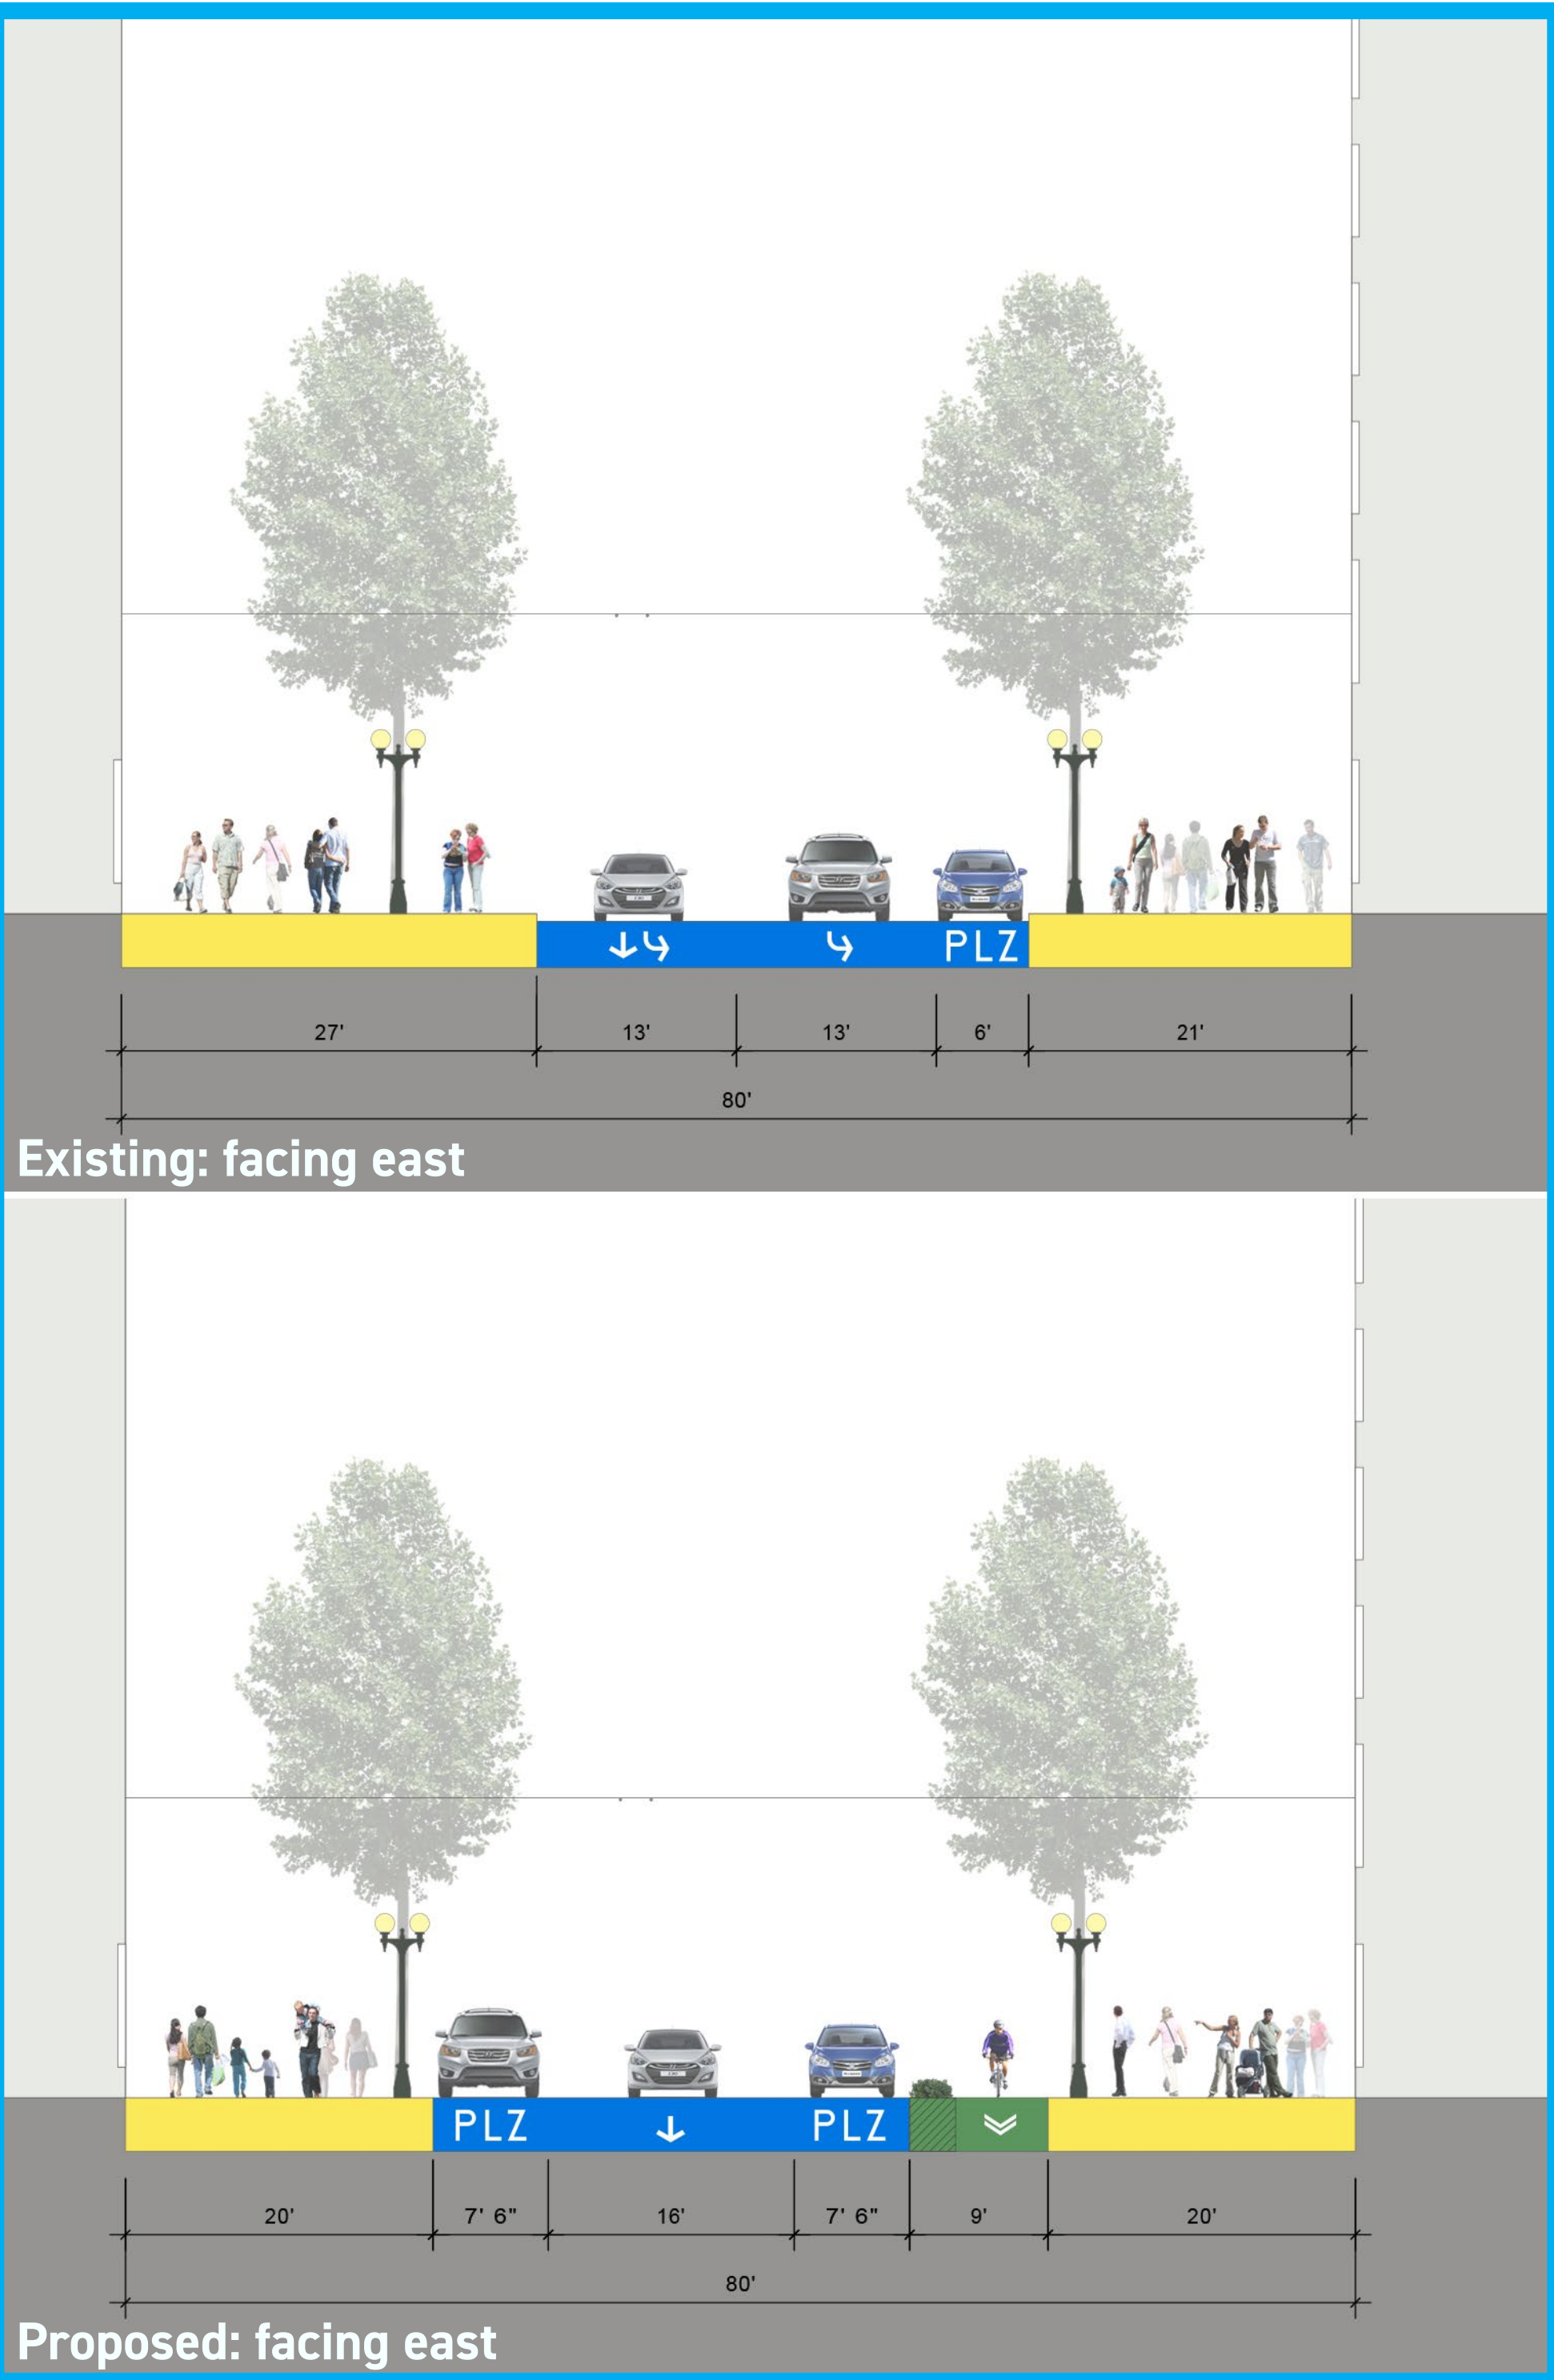 PLZ
27' 13' 13' 6' 21'
80'
Existing: facing east
PLZ PLZ
20' 7' 6" 16' 7' 6" 9' 20'
80'
Proposed: facing east